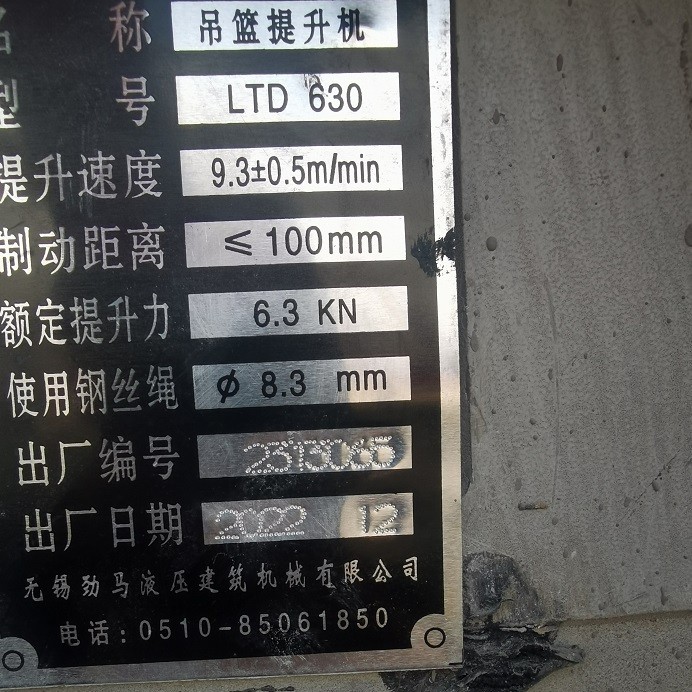 名 称 吊篮提升机
型 号 LTD 630
提升速度 9.3±0.5m/min
制动距离 ≤100mm
额定提升力 6.3 KN
使用钢丝绳 φ 8.3 mm
出厂编号 2313065
出厂日期 2022 12
无锡劲马液压建筑机械有限公司
电话:0510-85061850